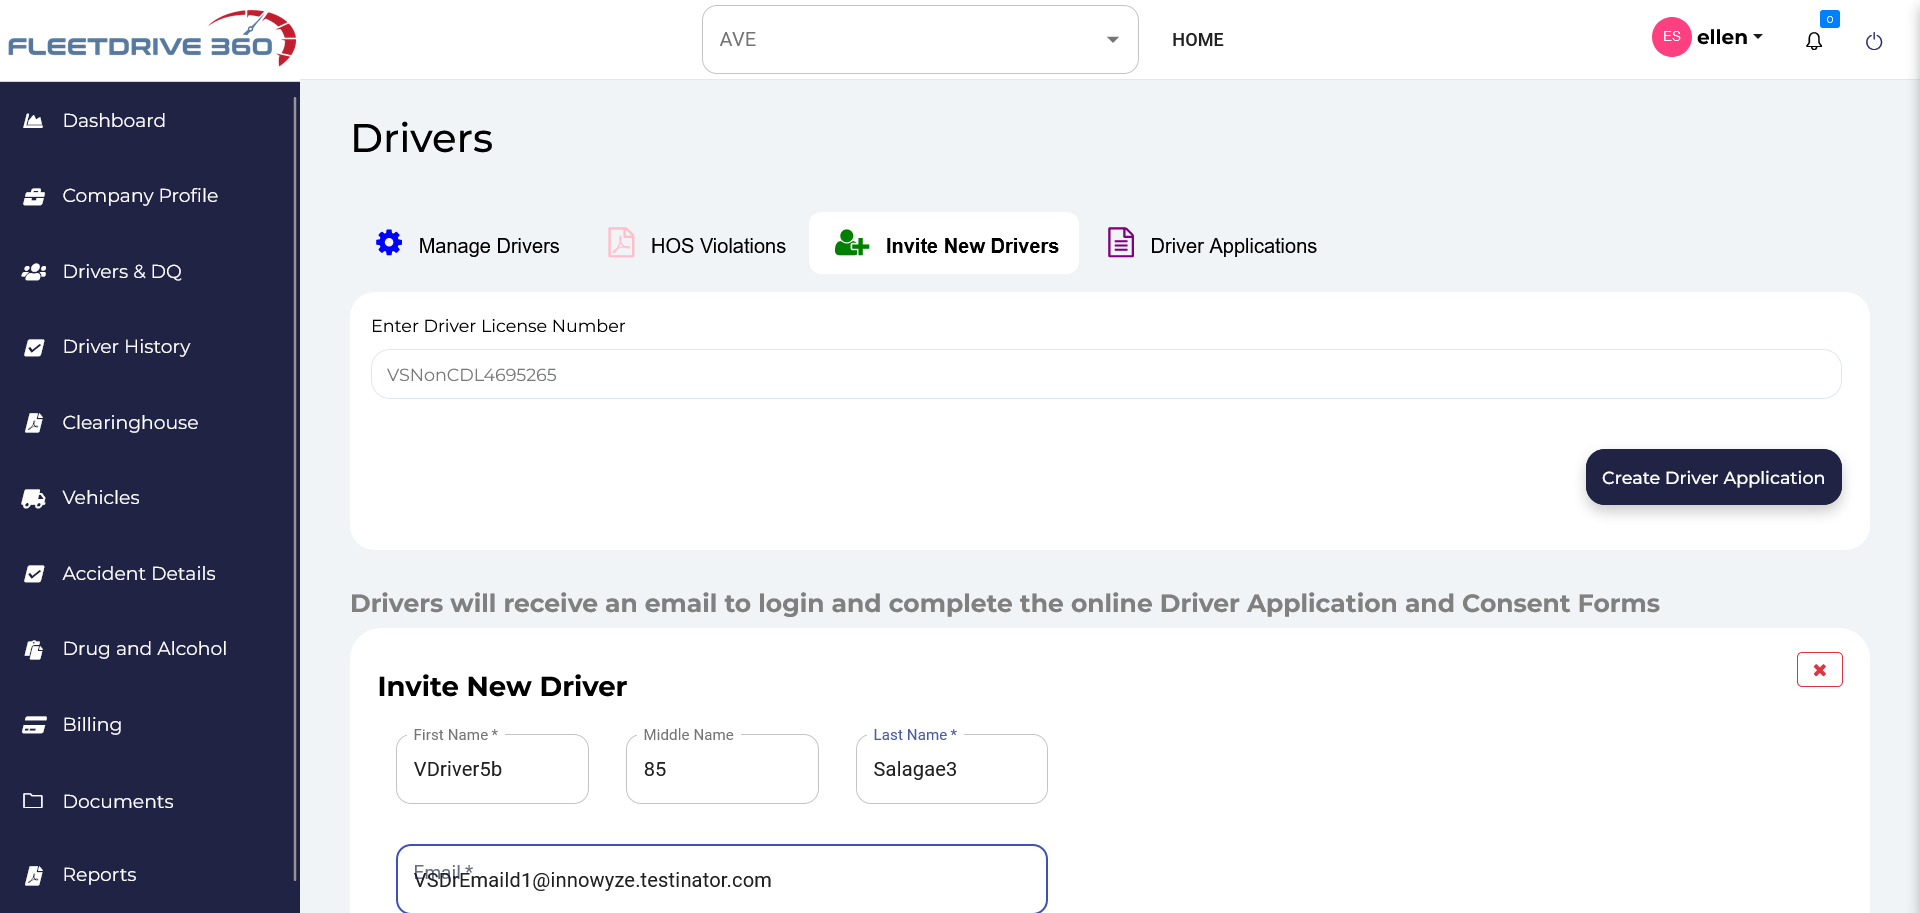 FLEETDRIVE 360
AVE
HOME
ES
ellen
0
Dashboard
Company Profile
Drivers & DQ
Driver History
Clearinghouse
Vehicles
Accident Details
Drug and Alcohol
Billing
Documents
Reports
Drivers
Manage Drivers
HOS Violations
Invite New Drivers
Driver Applications
Enter Driver License Number
VSNonCDL4695265
Create Driver Application
Drivers will receive an email to login and complete the online Driver Application and Consent Forms
Invite New Driver
First Name *
VDriver5b
Middle Name
85
Last Name *
Salagae3
Email *
VSDrEmaild1@innowyze.testinator.com